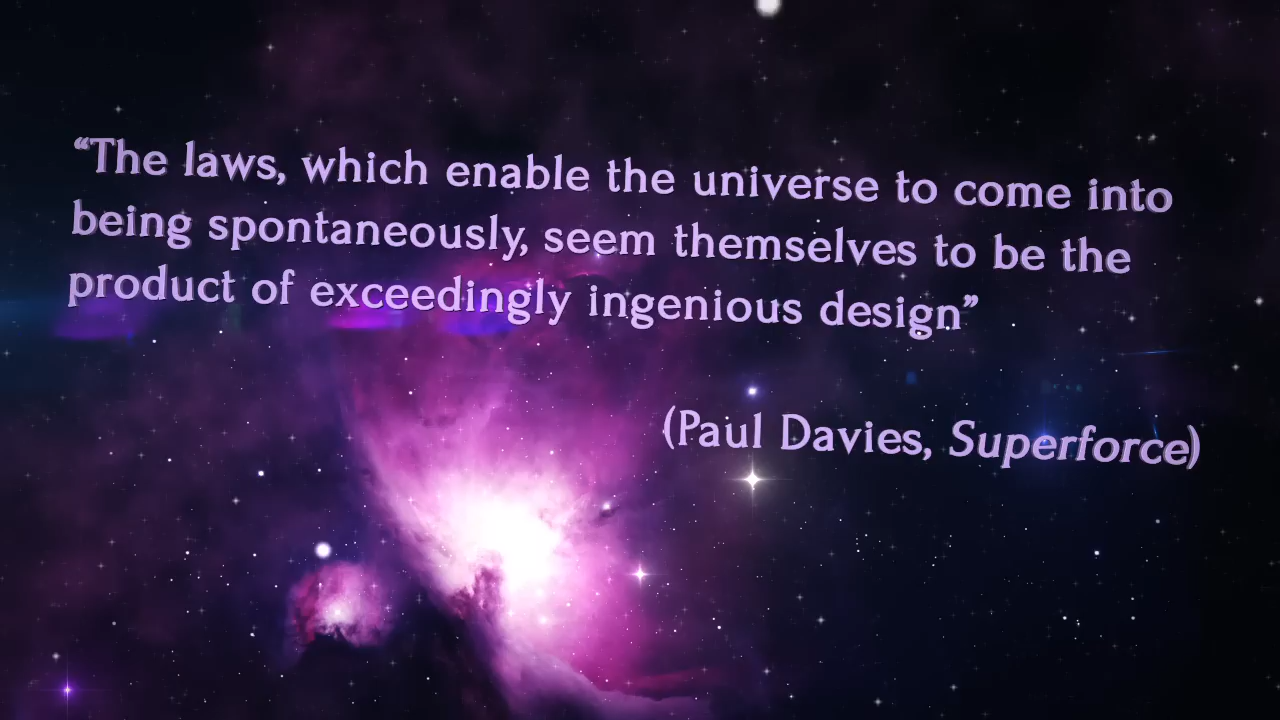 “The laws, which enable the universe to come into
being spontaneously, seem themselves to be the
product of exceedingly ingenious design”
(Paul Davies, Superforce)